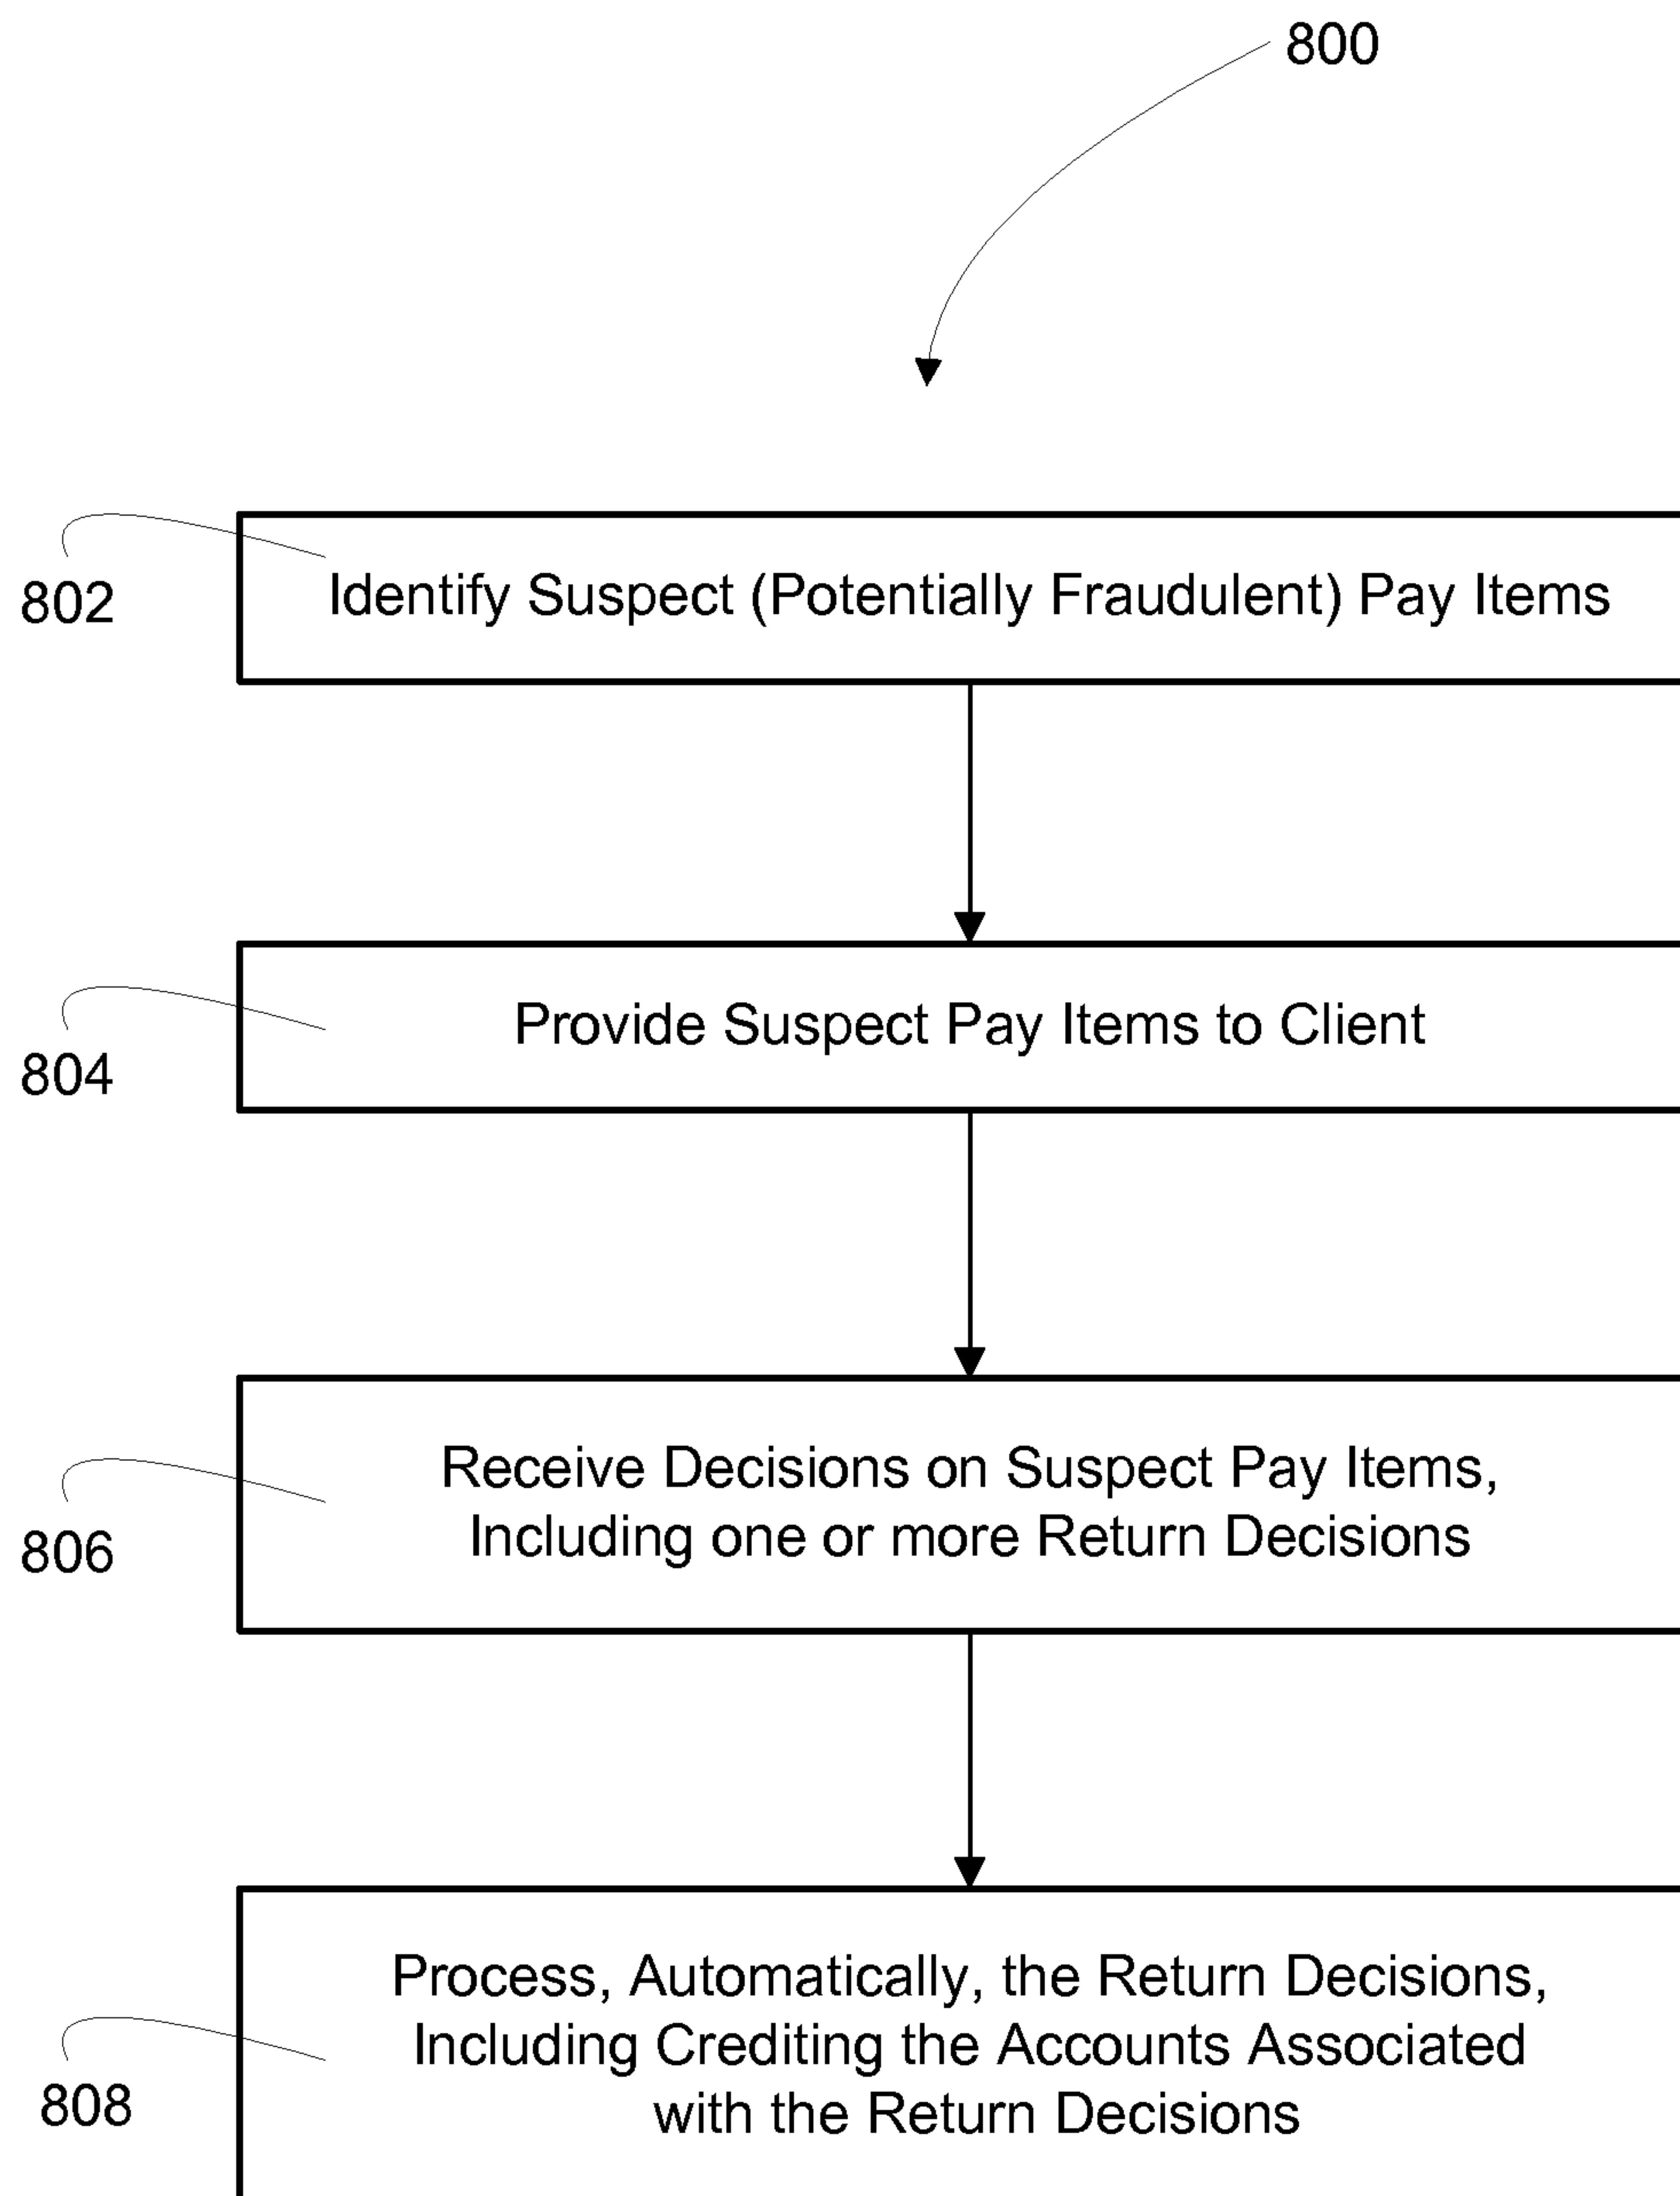 800
802
Identify Suspect (Potentially Fraudulent) Pay Items
804
Provide Suspect Pay Items to Client
806
Receive Decisions on Suspect Pay Items,
Including one or more Return Decisions
808
Process, Automatically, the Return Decisions,
Including Crediting the Accounts Associated
with the Return Decisions